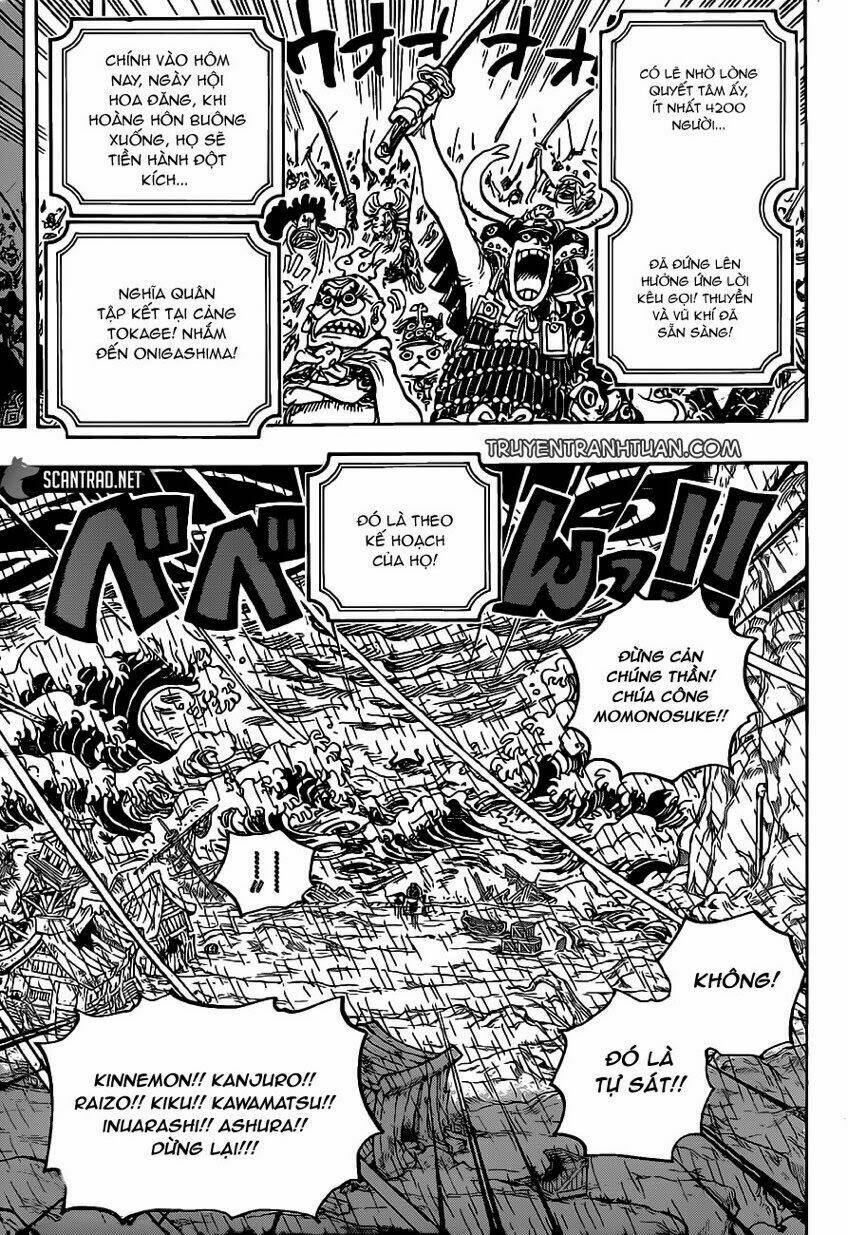 CÓ LẼ NHỜ LÒNG
QUYẾT TÂM ẤY,
ÍT NHẤT 4200
NGƯỜI...
ĐÃ ĐỨNG LÊN
HƯỞNG ỨNG LỜI
KÊU GỌI! THUYỀN
VÀ VŨ KHÍ ĐÃ
SẴN SÀNG!
ウオオオ
CHÍNH VÀO HÔM
NAY, NGÀY HỘI
HOA ĐĂNG, KHI
HOÀNG HÔN BUÔNG
XUỐNG, HỌ SẼ
TIẾN HÀNH ĐỘT
KÍCH...
NGHĨA QUÂN
TẬP KẾT TẠI CẢNG
TOKAGE! NHẮM
ĐẾN ONIGASHIMA!
TRUYENTRANHTUAN.COM
SCANTRAD.NET
ĐÓ LÀ THEO
KẾ HOẠCH
CỦA HỌ!
ベベ
!!
ĐỪNG CẢN
CHÚNG THẦN!
CHÚA CÔNG
MOMONOSUKE!!
KHÔNG!
ĐÓ LÀ
TỰ SÁT!!
KINNEMON!! KANJURO!!
RAIZO!! KIKU!! KAWAMATSU!!
INUARASHI!! ASHURA!!
DỪNG LẠI!!!